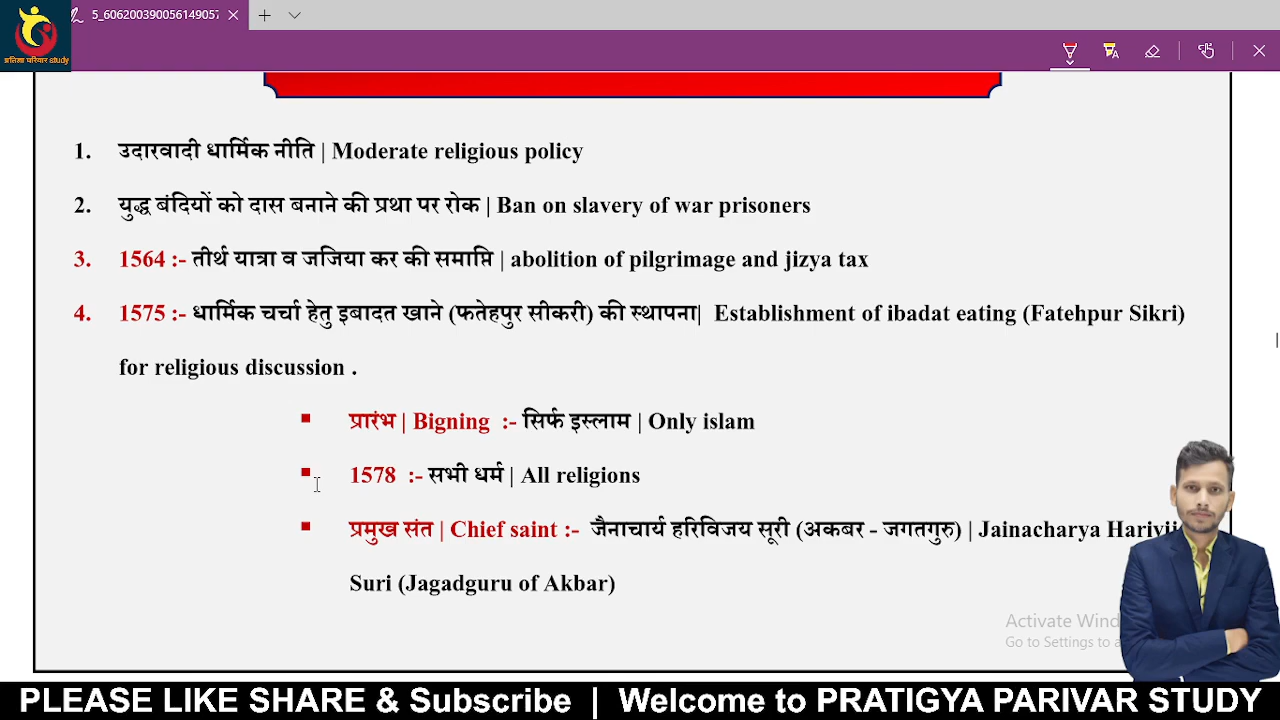 5_606200390056149057
प्रतिज्ञा परिवार study
1. उदारवादी धार्मिक नीति | Moderate religious policy
2. युद्ध बंदियों को दास बनाने की प्रथा पर रोक | Ban on slavery of war prisoners
3. 1564 :- तीर्थ यात्रा व जजिया कर की समाप्ति | abolition of pilgrimage and jizya tax
4. 1575 :- धार्मिक चर्चा हेतु इबादत खाने (फतेहपुर सीकरी) की स्थापना| Establishment of ibadat eating (Fatehpur Sikri)
for religious discussion .
▪ प्रारंभ | Bigning :- सिर्फ इस्लाम | Only islam
▪ 1578 :- सभी धर्म | All religions
▪ प्रमुख संत | Chief saint :- जैनाचार्य हरिविजय सूरी (अकबर - जगतगुरु) | Jainacharya
Suri (Jagadguru of Akbar)
Activate
Go to Settings to
PLEASE LIKE SHARE & Subscribe | Welcome to PRATIGYA PARIVAR STUDY